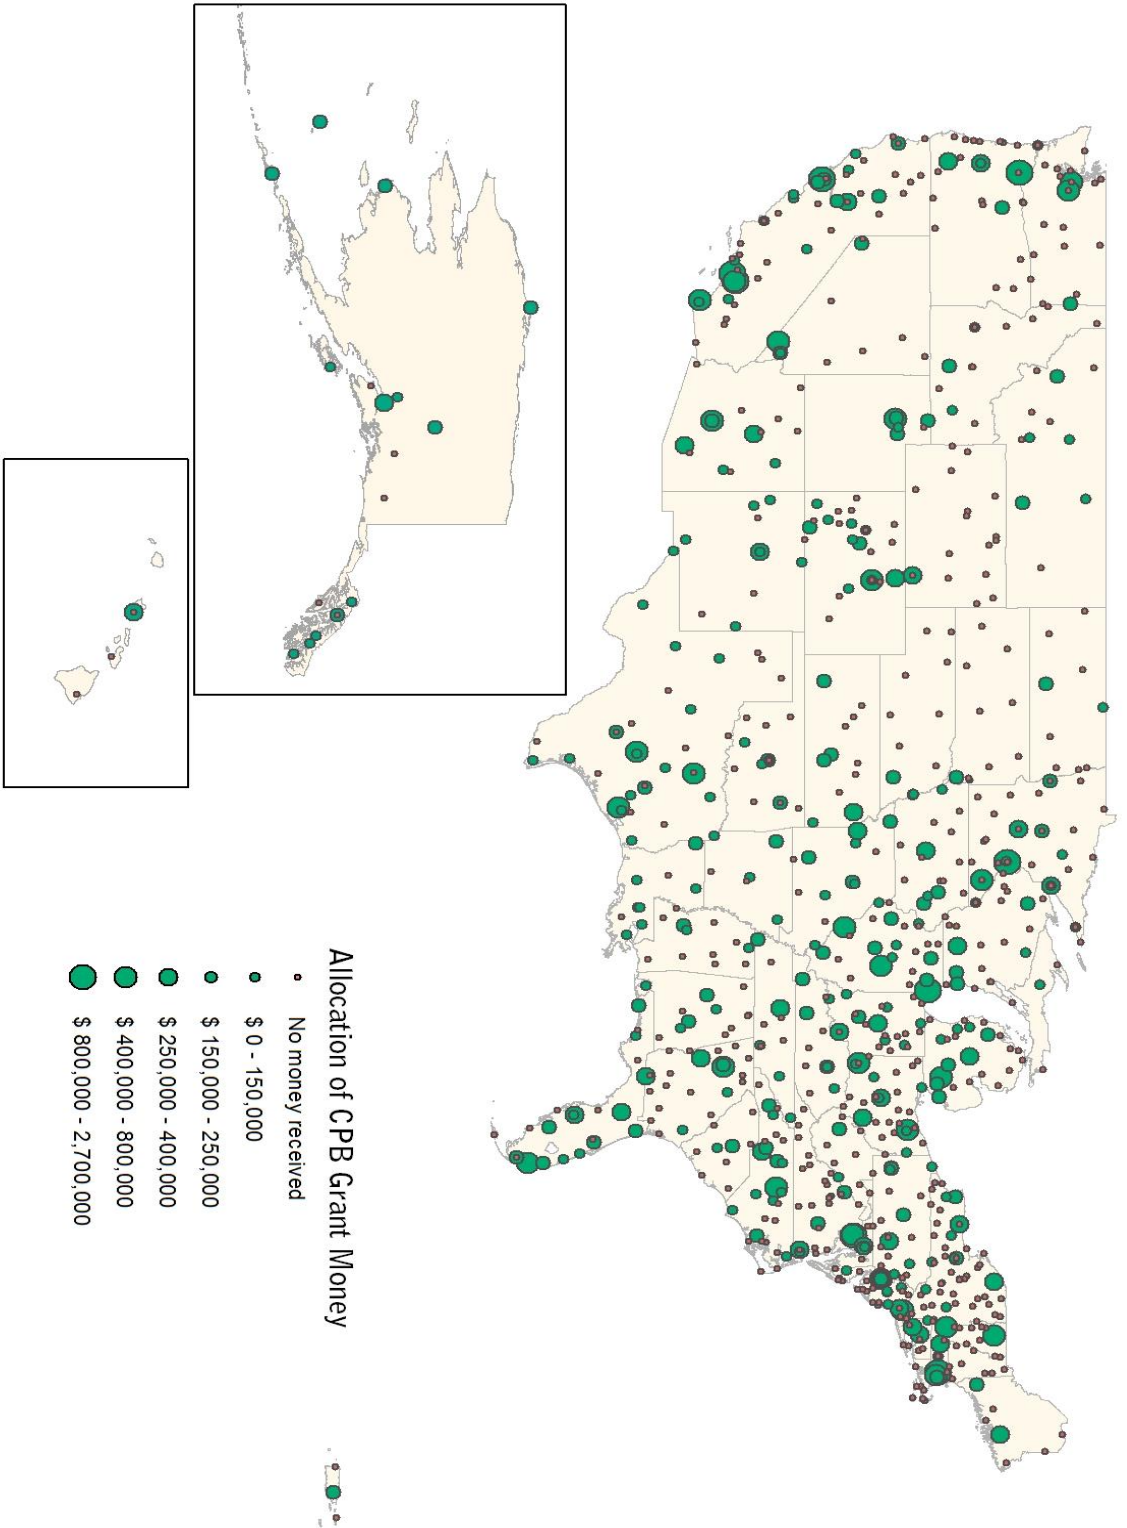 Allocation of CPB Grant Money
No money received
$ 0 - 150,000
$ 150,000 - 250,000
$ 250,000 - 400,000
$ 400,000 - 800,000
$ 800,000 - 2,700,000